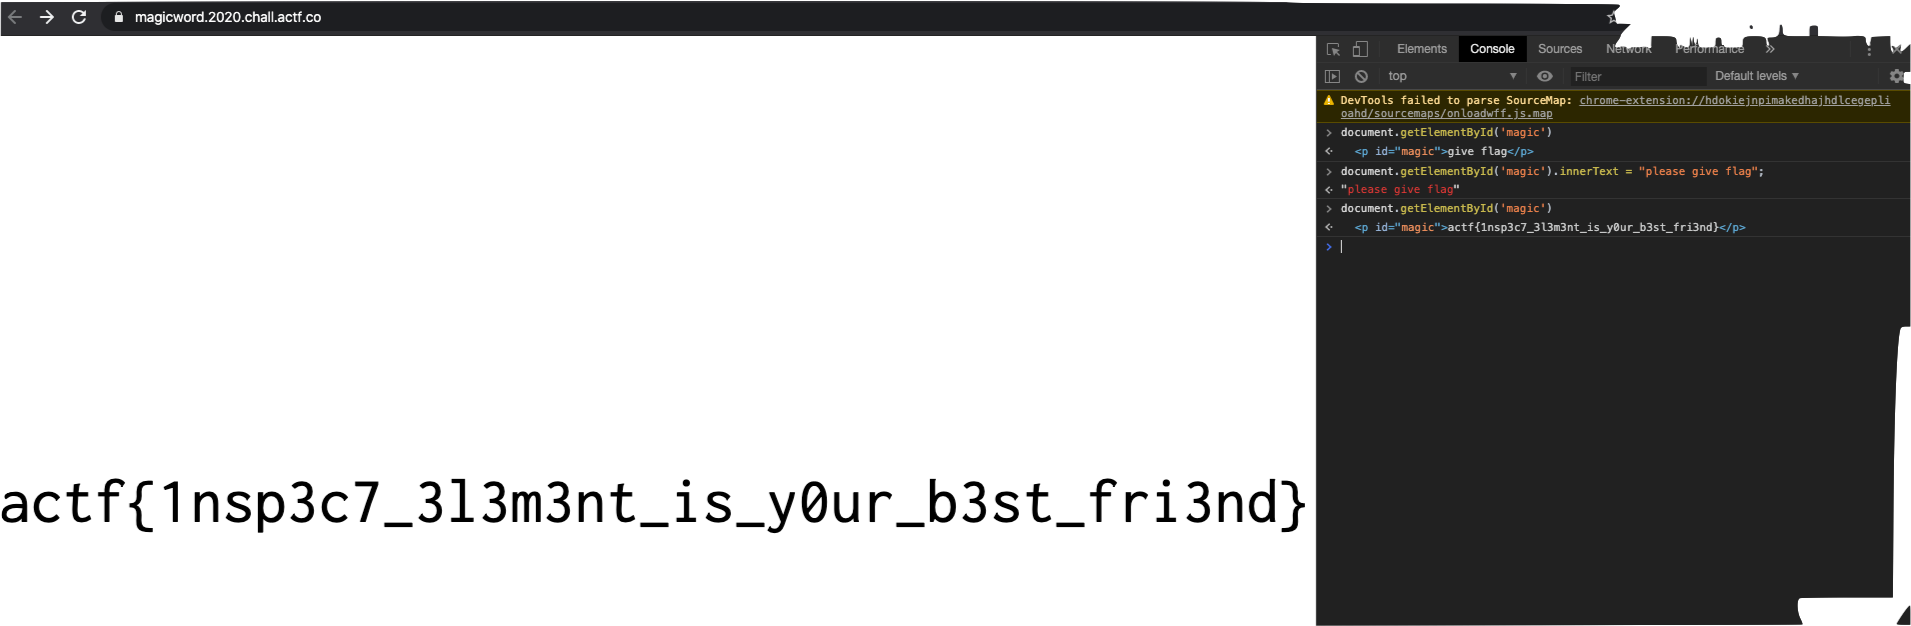 magicword.2020.chall.actf.co
Elements Console Sources Network Performance »
top Filter Default levels
DevTools failed to parse SourceMap: chrome-extension://hdokiejnpimakedhajhdlcegepli
oahd/sourcemaps/onloadwff.js.map
document.getElementById('magic')
<p id="magic">give flag</p>
document.getElementById('magic').innerText = "please give flag";
"please give flag"
document.getElementById('magic')
<p id="magic">actf{1nsp3c7_3l3m3nt_is_y0ur_b3st_fri3nd}</p>
actf{1nsp3c7_3l3m3nt_is_y0ur_b3st_fri3nd}